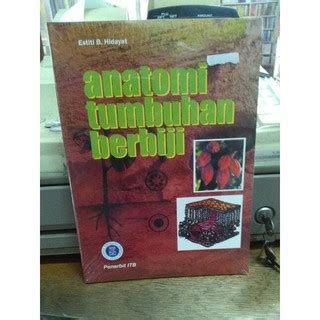 Estiti B. Hidayat
anatomi
tumbuhan
berbiji
Penerbit ITB